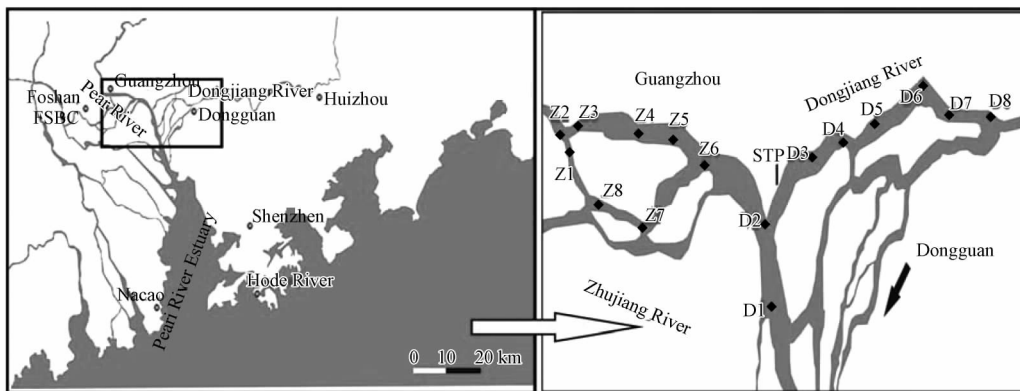 Guangzhou
Foshan
FSBC
Pear River
Dongjiang River
Dongguan
Huizhou
Shenzhen
Hode River
Nacao
Peari River Estuary
0 10 20 km
Guangzhou
Dongjiang River
Z2
Z3
Z4
Z5
Z6
Z1
Z8
Z7
STP
D3
D4
D5
D6
D7
D8
D2
D1
Dongguan
Zhujiang River